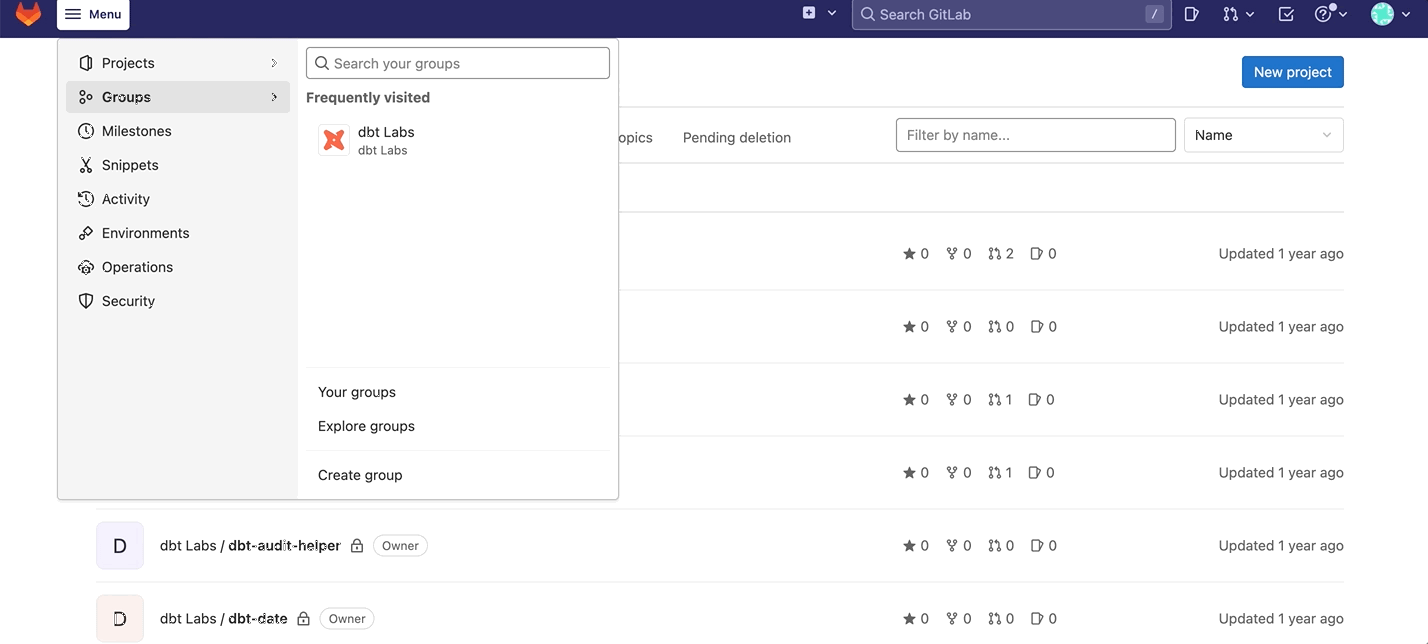 Menu
Search GitLab /
Projects
Groups
Milestones
Snippets
Activity
Environments
Operations
Security
Search your groups
Frequently visited
dbt Labs
dbt Labs
Your groups
Explore groups
Create group
New project
opics Pending deletion Filter by name... Name
0 0 2 0 Updated 1 year ago
0 0 0 0 Updated 1 year ago
0 0 1 0 Updated 1 year ago
0 0 1 0 Updated 1 year ago
D dbt Labs / dbt-audit-helper Owner 0 0 0 0 Updated 1 year ago
D dbt Labs / dbt-date Owner 0 0 0 0 Updated 1 year ago